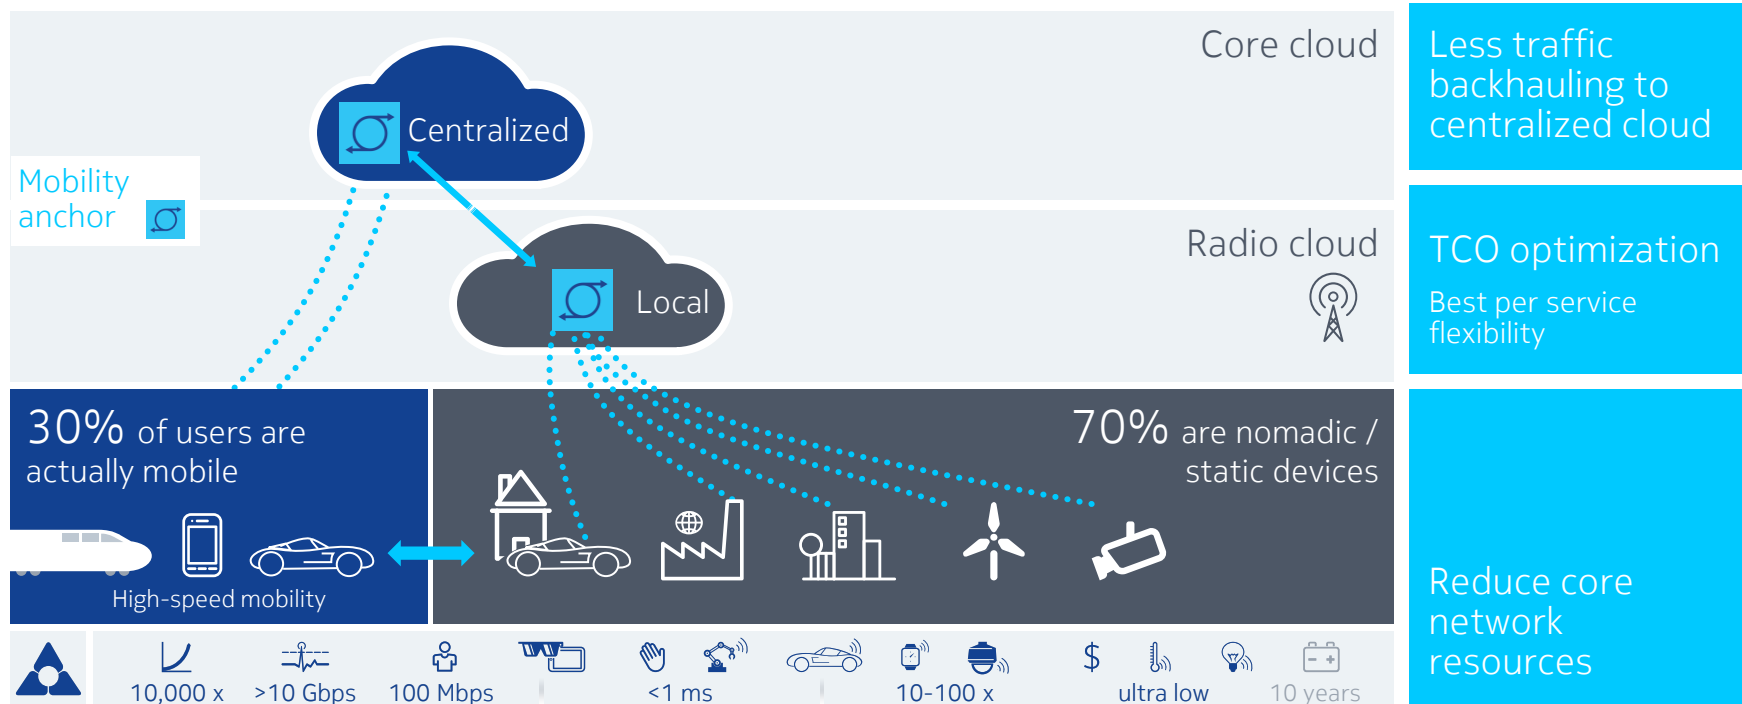 Core cloud
Centralized
Mobility
anchor
Radio cloud
Local
30% of users are
actually mobile
High-speed mobility
70% are nomadic /
static devices
10,000 x
>10 Gbps
100 Mbps
<1 ms
10-100 x
$
ultra low
10 years
Less traffic
backhauling to
centralized cloud
TCO optimization
Best per service
flexibility
Reduce core
network
resources